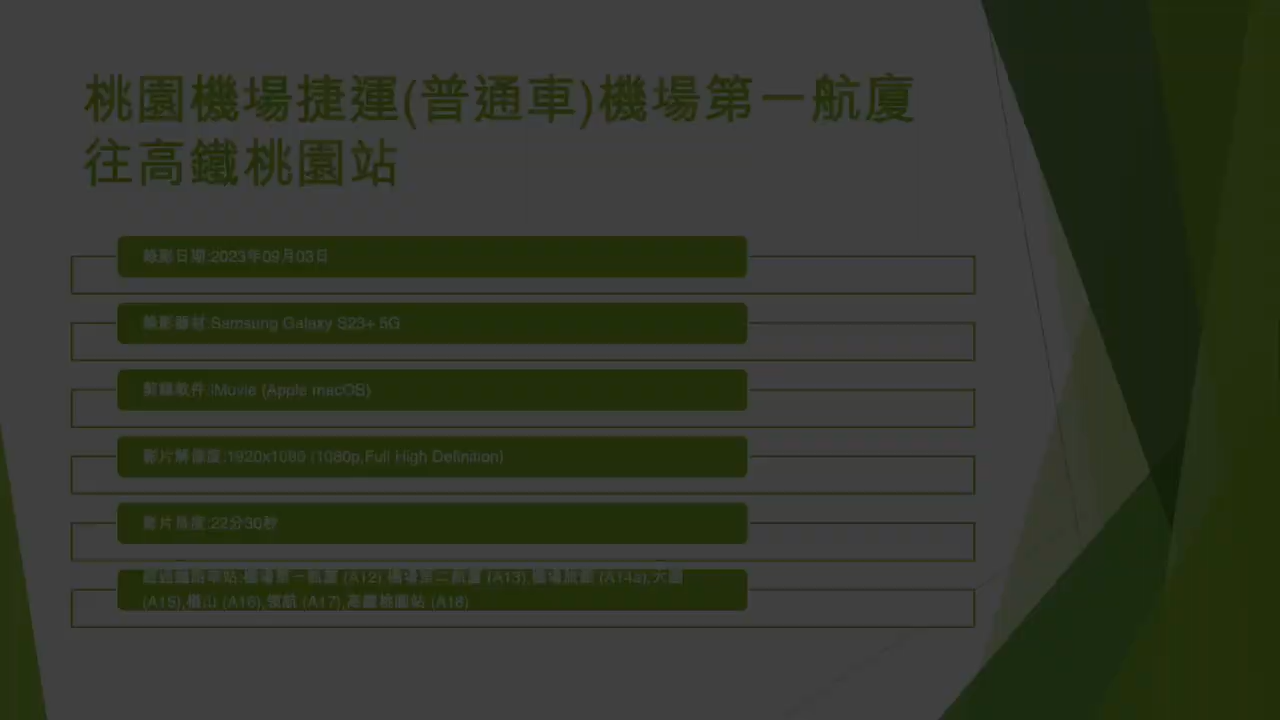 桃園機場捷運(普通車)機場第一航廈
往高鐵桃園站
錄影日期:2023年09月03日
錄影器材:Samsung Galaxy S23+ 5G
剪輯軟件:iMovie (Apple macOS)
影片解像度:1920x1080 (1080p,Full High Definition)
影片長度:22分30秒
經過鐵路車站:機場第一航廈 (A12),機場第二航廈 (A13),機場旅館 (A14a),大園
(A15),橫山 (A16),領航 (A17),高鐵桃園站 (A18)